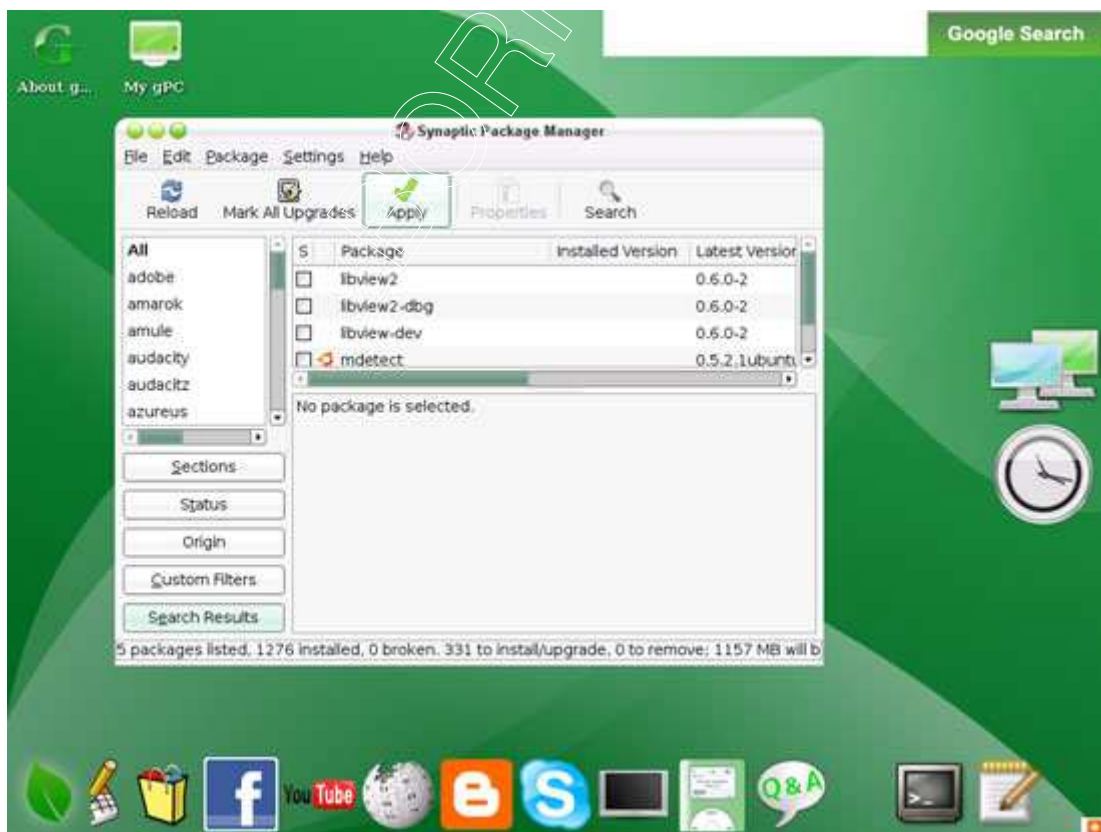 Google Search
About g...
My gPC
Synaptic Package Manager
File Edit Package Settings Help
Reload Mark All Upgrades Apply Properties Search
All
adobe
amarok
amule
audacity
audacitz
azureus
S Package Installed Version Latest Version
libview2 0.6.0-2
libview2-dbg 0.6.0-2
libview-dev 0.6.0-2
mdetect 0.5.2.1ubuntu
No package is selected.
Sections
Status
Origin
Custom Filters
Search Results
5 packages listed, 1276 installed, 0 broken. 331 to install/upgrade, 0 to remove; 1157 MB will b
f
You Tube
B
S
Q&A
>_